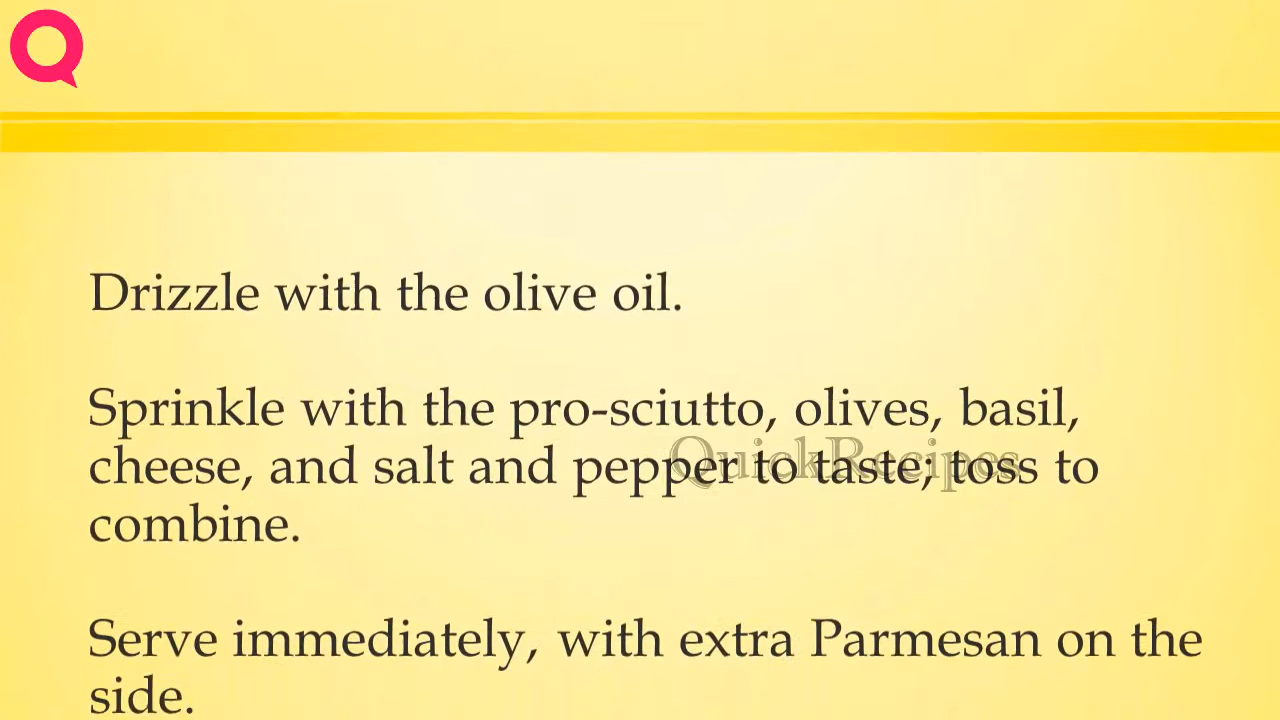 Drizzle with the olive oil.
Sprinkle with the pro-sciutto, olives, basil,
cheese, and salt and pepper to taste; toss to
combine.
QuickRecipes
Serve immediately, with extra Parmesan on the
side.